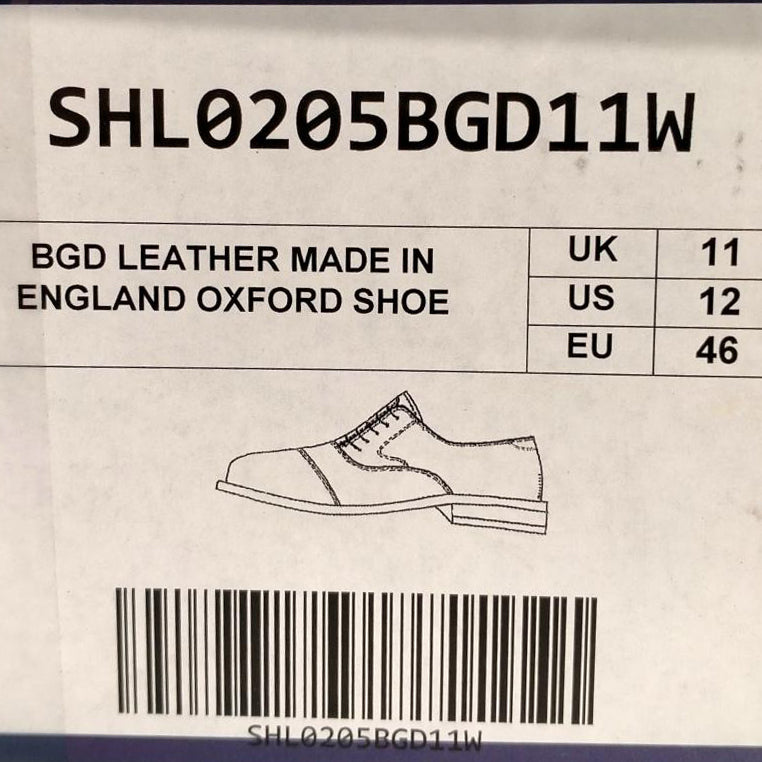 SHL0205BGD11W
BGD LEATHER MADE IN
ENGLAND OXFORD SHOE
UK 11
US 12
EU 46
SHL0205BGD11W